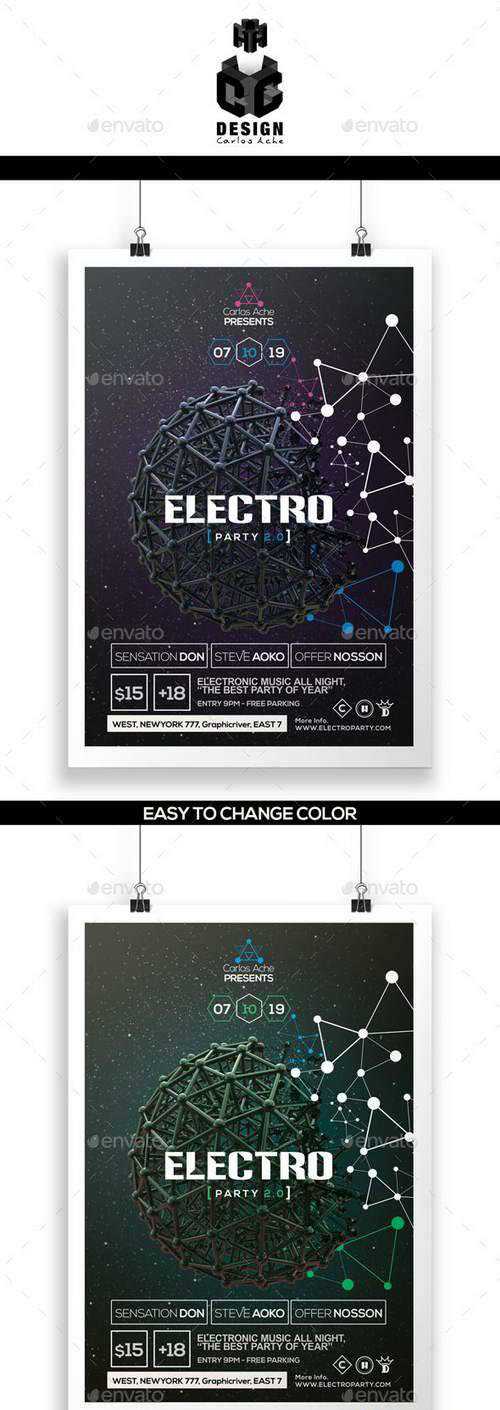 DESIGN
Carlos Ache
envato envato
envato envato
Carlos Ache
PRESENTS
07 10 19
envato envato
ELECTRO
[PARTY 2.0]
envato envato
SENSATION DON STEVE AOKO OFFER NOSSON
$15 +18
ELECTRONIC MUSIC ALL NIGHT,
"THE BEST PARTY OF YEAR"
ENTRY 9PM - FREE PARKING
WEST, NEWYORK 777, Graphicriver, EAST 7
More Info.
WWW.ELECTROPARTY.COM
EASY TO CHANGE COLOR
envato envato
Carlos Ache
PRESENTS
07 10 19
ELECTRO
envato envato
[PARTY 2.0]
SENSATION DON STEVE AOKO OFFER NOSSON
$15 +18
ELECTRONIC MUSIC ALL NIGHT,
"THE BEST PARTY OF YEAR"
ENTRY 9PM - FREE PARKING
WEST, NEWYORK 777, Graphicriver, EAST 7
More Info.
WWW.ELECTROPARTY.COM
envato envato